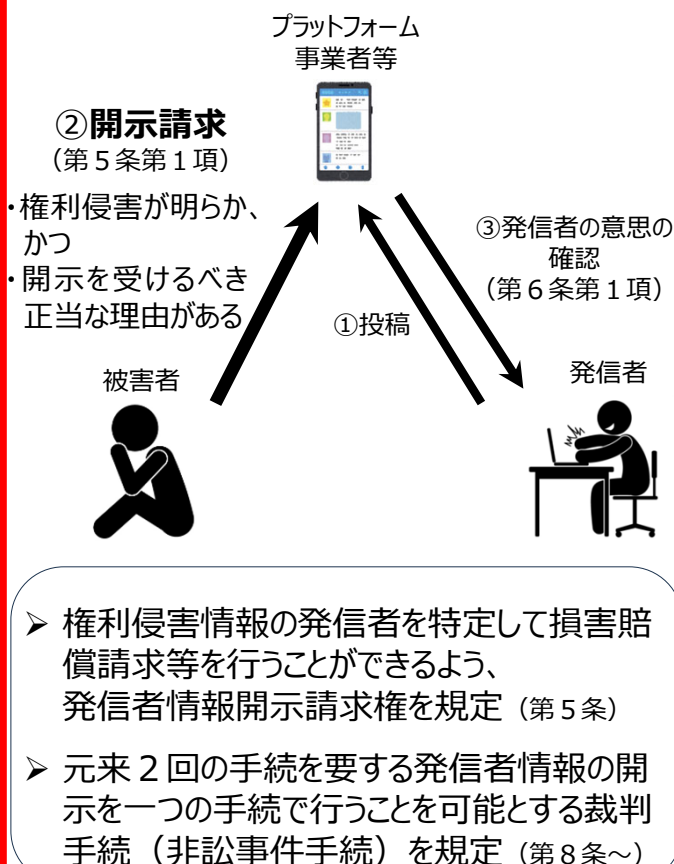 プラットフォーム
事業者等
②開示請求
（第５条第１項）
・権利侵害が明らか、
かつ
・開示を受けるべき
正当な理由がある
③発信者の意思の
確認
（第６条第１項）
①投稿
被害者
発信者
➢ 権利侵害情報の発信者を特定して損害賠
償請求等を行うことができるよう、
発信者情報開示請求権を規定（第５条）
➢ 元来２回の手続を要する発信者情報の開
示を一つの手続で行うことを可能とする裁判
手続（非訟事件手続）を規定（第８条～）